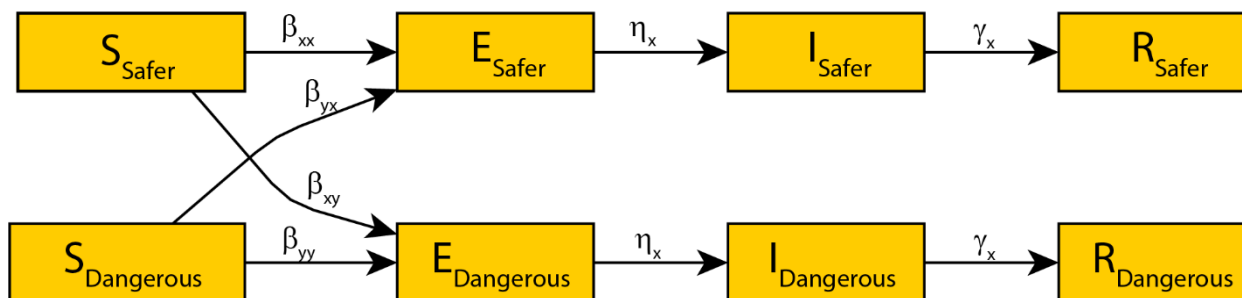 S_Safer β_xx E_Safer η_x I_Safer γ_x R_Safer
β_yx
β_xy
S_Dangerous β_yy E_Dangerous η_x I_Dangerous γ_x R_Dangerous